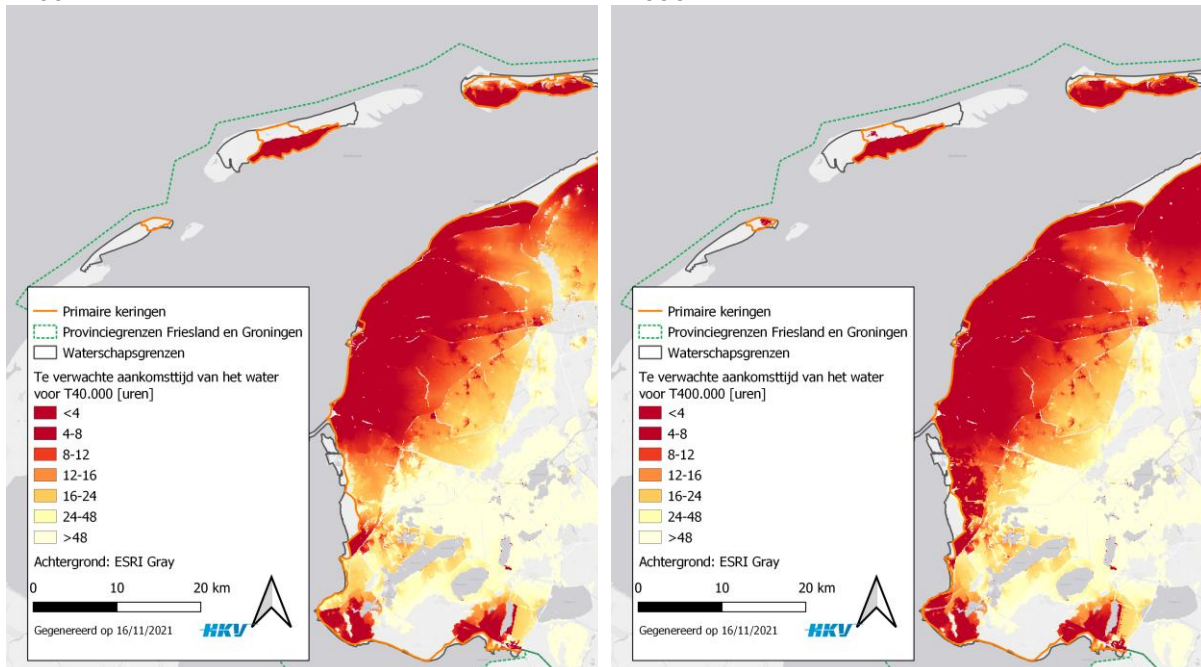 Primaire keringen
Provinciegrenzen Friesland en Groningen
Waterschapsgrenzen
Te verwachte aankomsttijd van het water
voor T40.000 [uren]
<4
4-8
8-12
12-16
16-24
24-48
>48
Achtergrond: ESRI Gray
0 10 20 km
Gegenereerd op 16/11/2021 HKV
Primaire keringen
Provinciegrenzen Friesland en Groningen
Waterschapsgrenzen
Te verwachte aankomsttijd van het water
voor T400.000 [uren]
<4
4-8
8-12
12-16
16-24
24-48
>48
Achtergrond: ESRI Gray
0 10 20 km
Gegenereerd op 16/11/2021 HKV